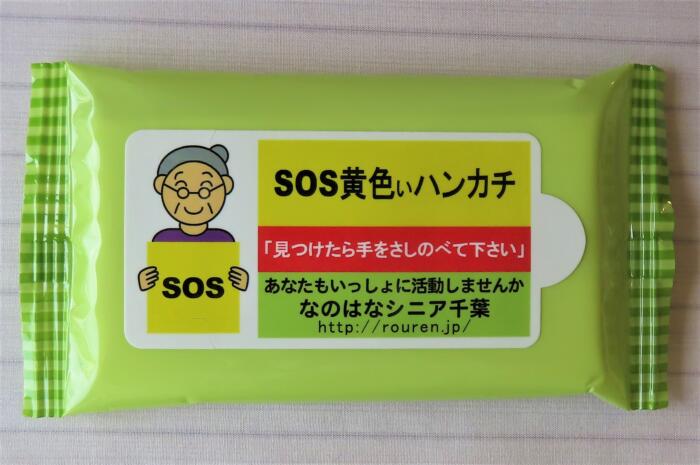 SOS黄色いハンカチ
「見つけたら手をさしのべて下さい」
SOS
あなたもいっしょに活動しませんか
なのはなシニア千葉
http://rouren.jp/